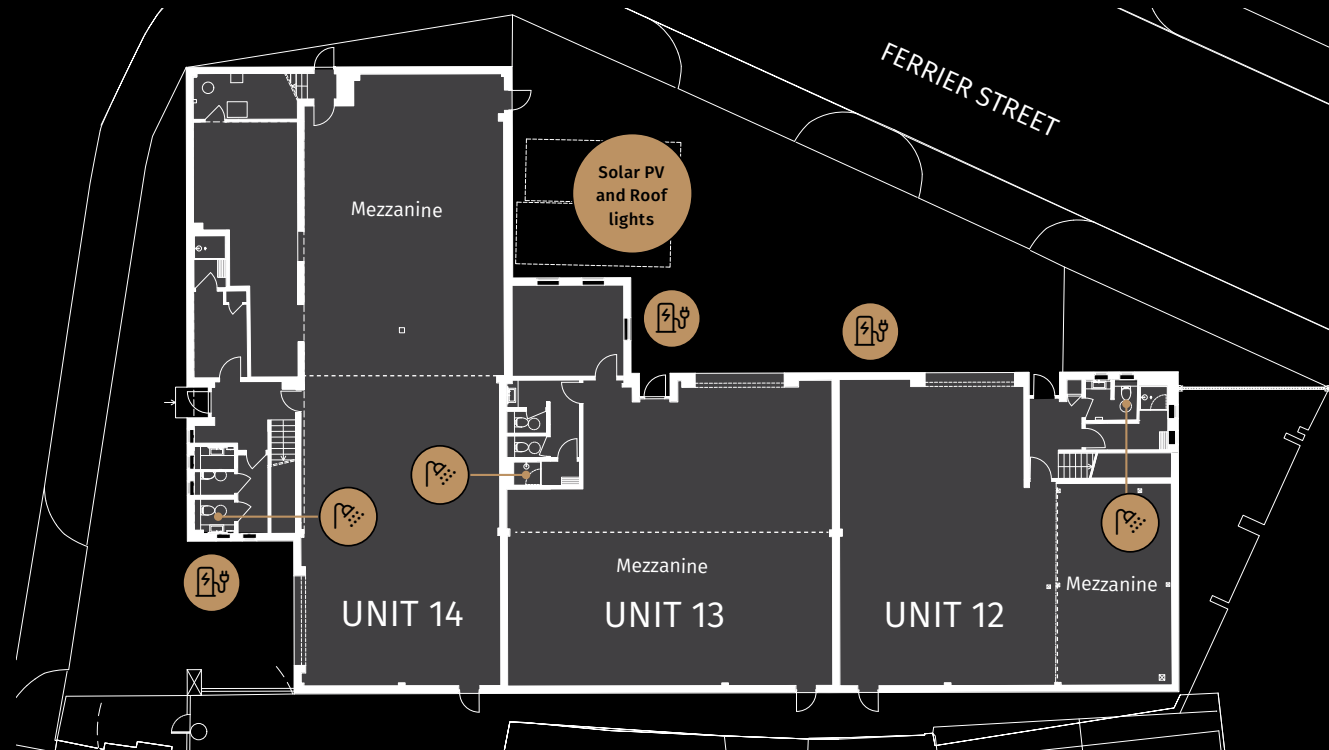 FERRIER STREET
Solar PV
and Roof
lights
Mezzanine
Mezzanine
Mezzanine
UNIT 14
UNIT 13
UNIT 12